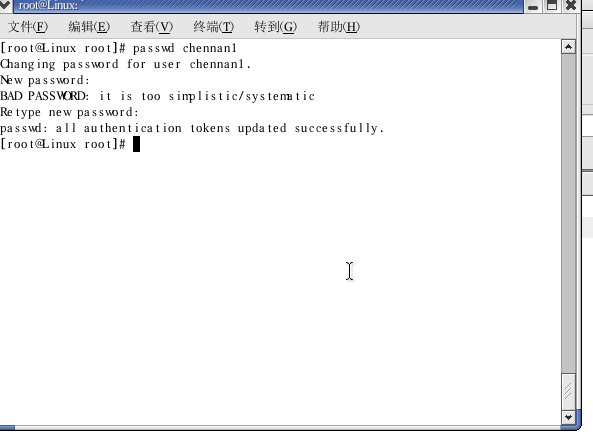 root@Linux:
文件(F) 编辑(E) 查看(V) 终端(T) 转到(G) 帮助(H)
[root@Linux root]# passwd chennan1
Changing password for user chennan1.
New password:
BAD PASSWORD: it is too simplistic/systematic
Retype new password:
passwd: all authentication tokens updated successfully.
[root@Linux root]#